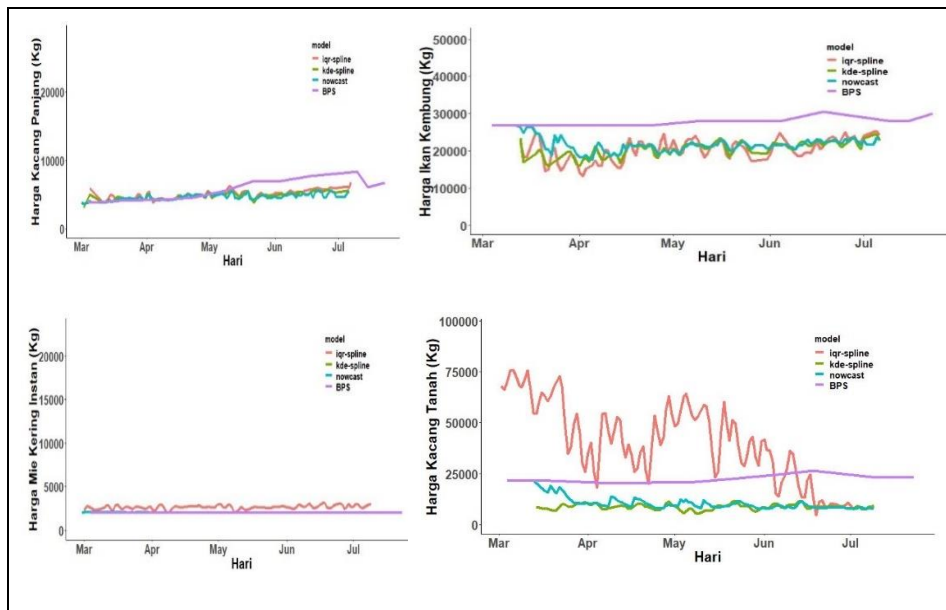 Harga Kacang Panjang (Kg)
20000
10000
0
model
iqr-spline
kde-spline
nowcast
BPS
Mar Apr May Jun Jul
Hari
Harga Ikan Kembung (Kg)
50000
40000
30000
20000
10000
0
model
iqr-spline
kde-spline
nowcast
BPS
Mar Apr May Jun Jul
Hari
Harga Mie Kering Instan (Kg)
20000
15000
10000
5000
0
model
iqr-spline
kde-spline
nowcast
BPS
Mar Apr May Jun Jul
Hari
Harga Kacang Tanah (Kg)
100000
75000
50000
25000
0
model
iqr-spline
kde-spline
nowcast
BPS
Mar Apr May Jun Jul
Hari